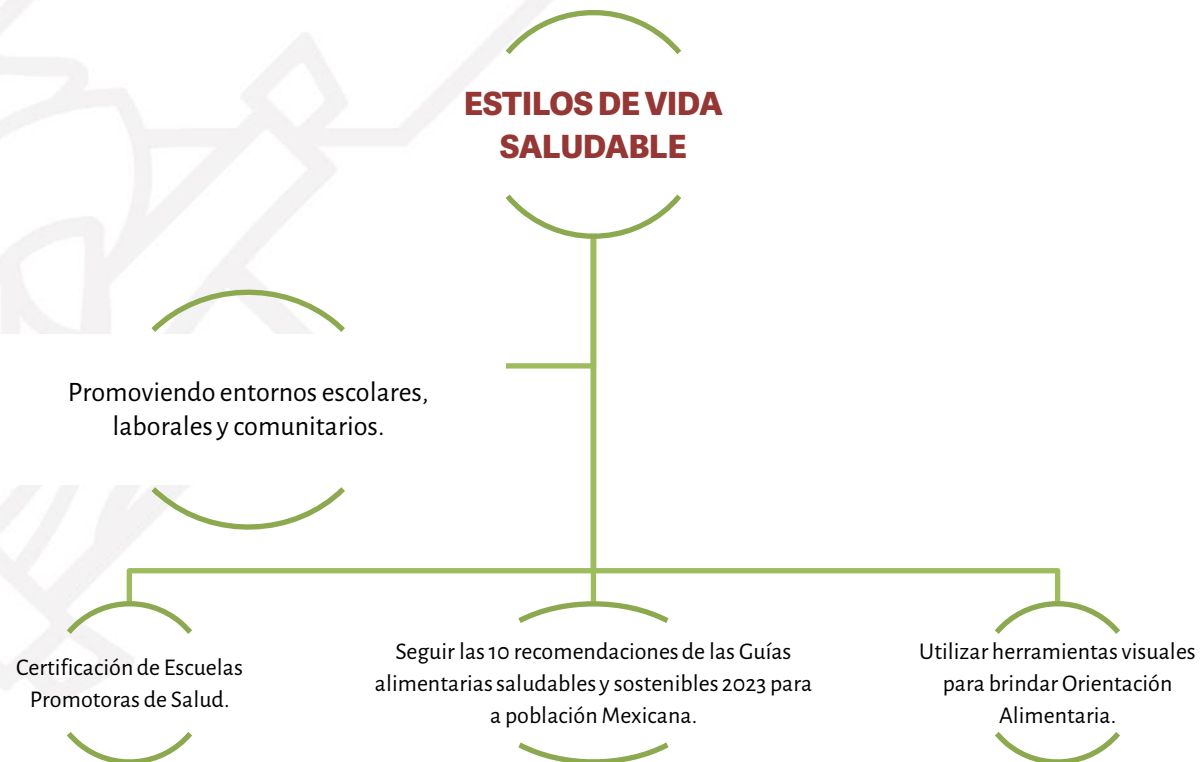 ESTILOS DE VIDA
SALUDABLE
Promoviendo entornos escolares,
laborales y comunitarios.
Certificación de Escuelas
Promotoras de Salud.
Seguir las 10 recomendaciones de las Guías
alimentarias saludables y sostenibles 2023 para
a población Mexicana.
Utilizar herramientas visuales
para brindar Orientación
Alimentaria.